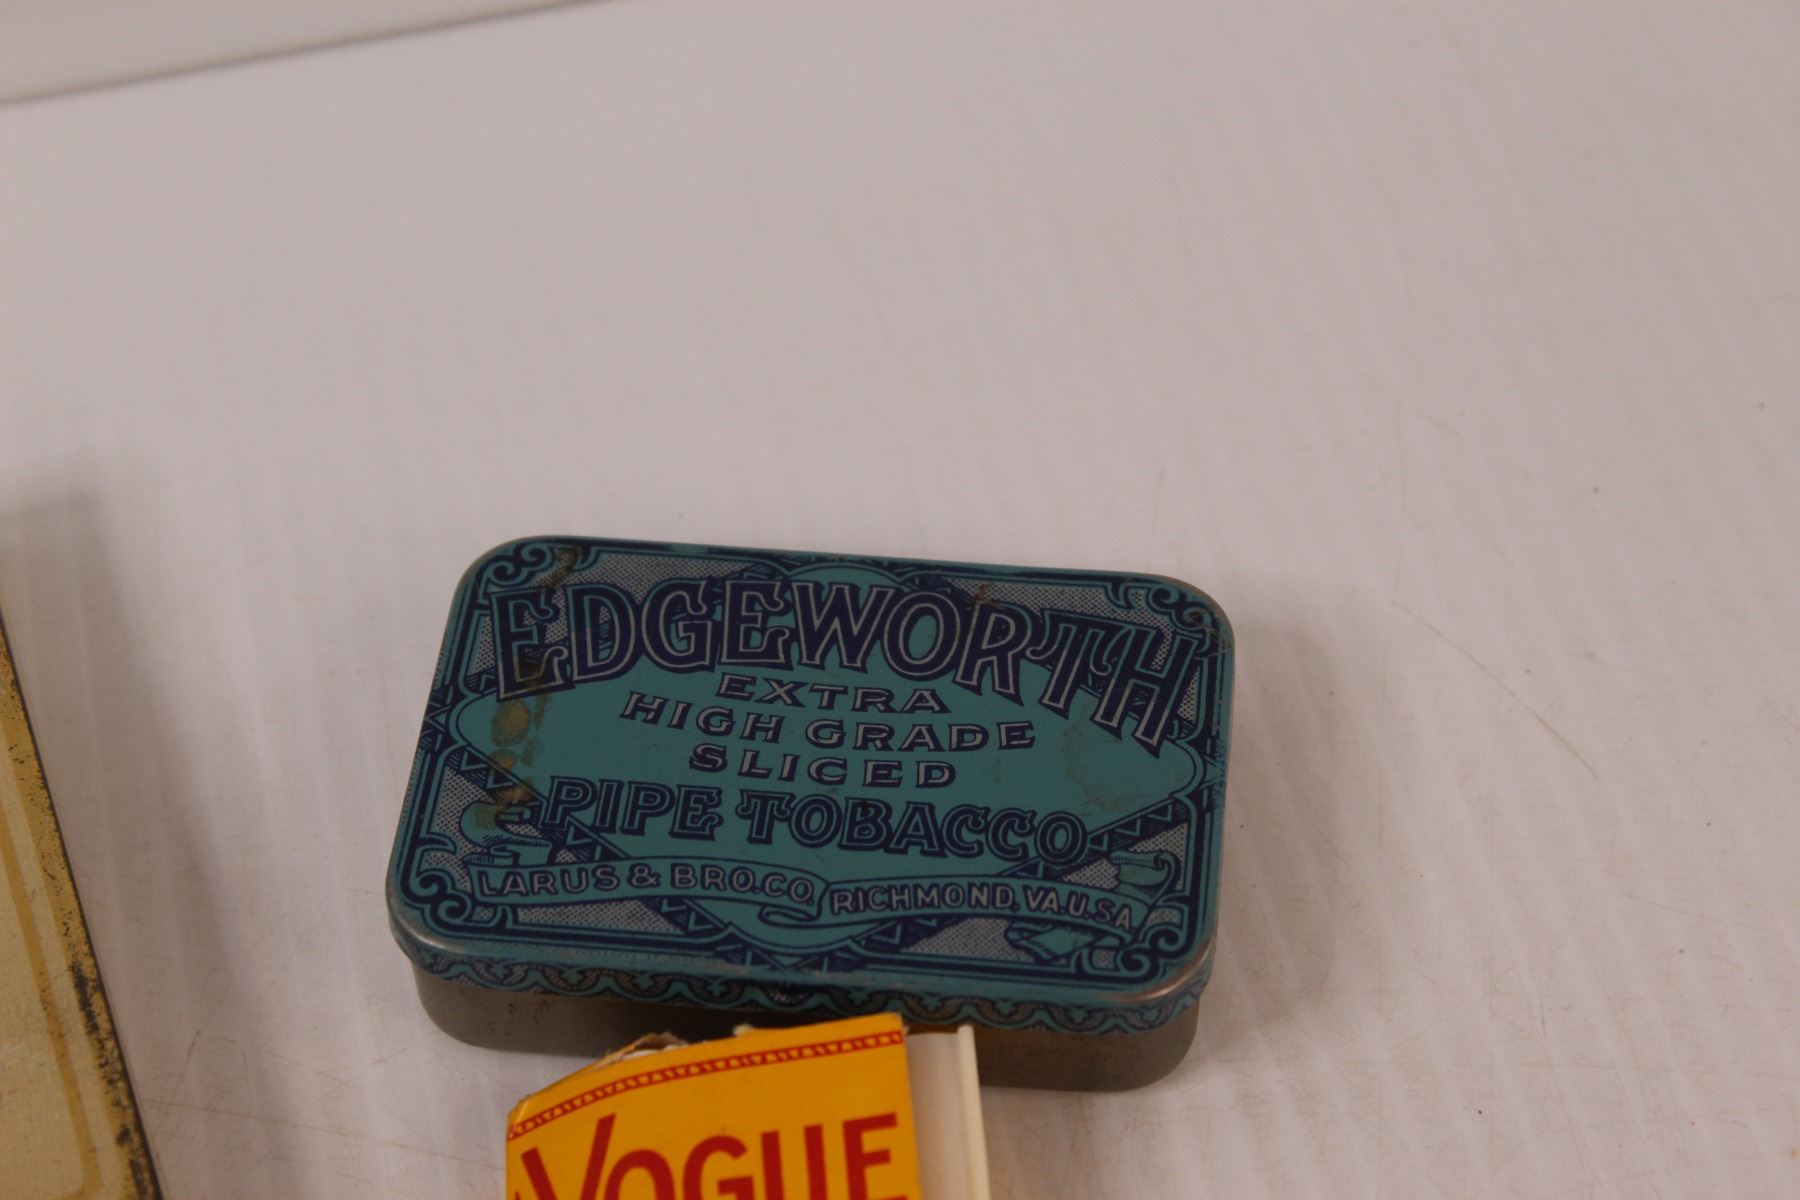 EDGEWORTH
EXTRA
HIGH GRADE
SLICED
PIPE TOBACCO
LARUS & BRO. CO. RICHMOND, VA. U.S.A.
VOGUE